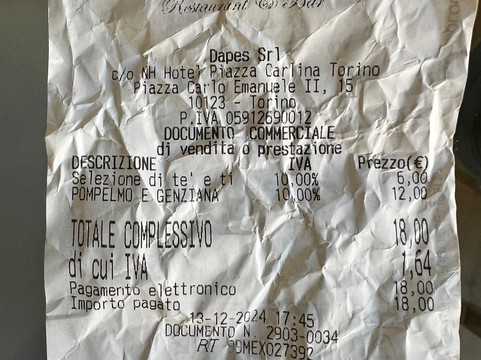 Restaurant & Bar
Dapes Srl
c/o NH Hotel Piazza Carlina Torino
Piazza Carlo Emanuele II, 15
10123 - Torino
P.IVA 05912690012
DOCUMENTO COMMERCIALE
di vendita o prestazione
DESCRIZIONE IVA Prezzo(€)
Selezione di te' e ti 10,00% 6,00
POMPELMO E GENZIANA 10,00% 12,00
TOTALE COMPLESSIVO 18,00
di cui IVA 1,64
Pagamento elettronico 18,00
Importo pagato 18,00
13-12-2024 17:45
DOCUMENTO N. 2903-0034
RT